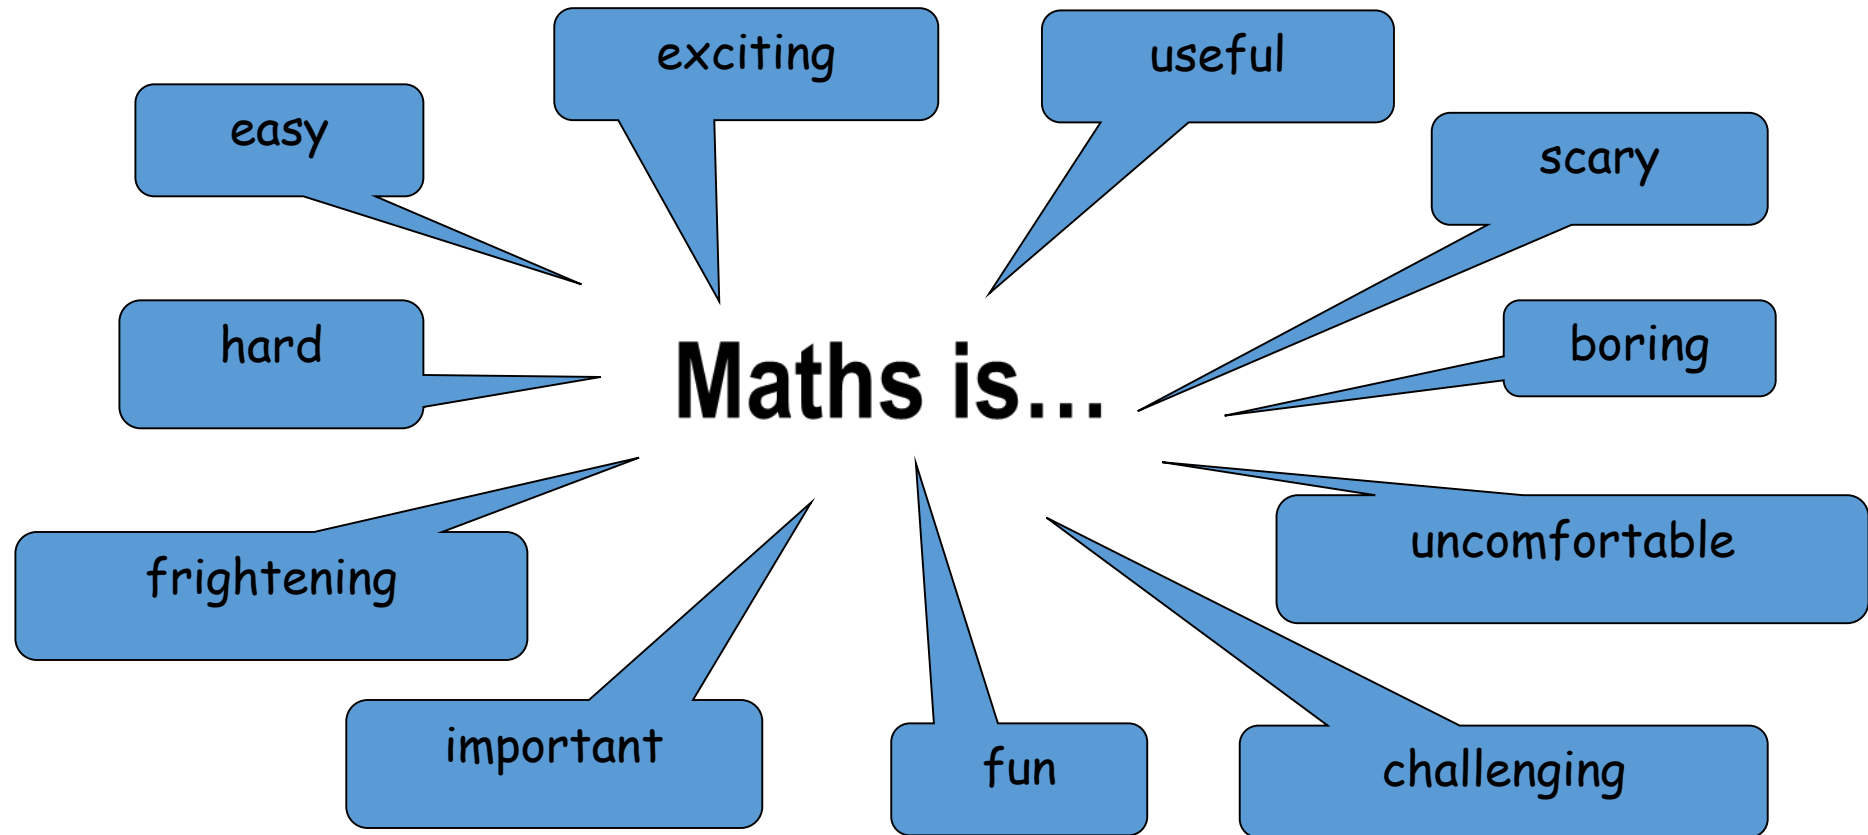 exciting
useful
easy
scary
hard
boring
Maths is...
uncomfortable
frightening
important
fun
challenging